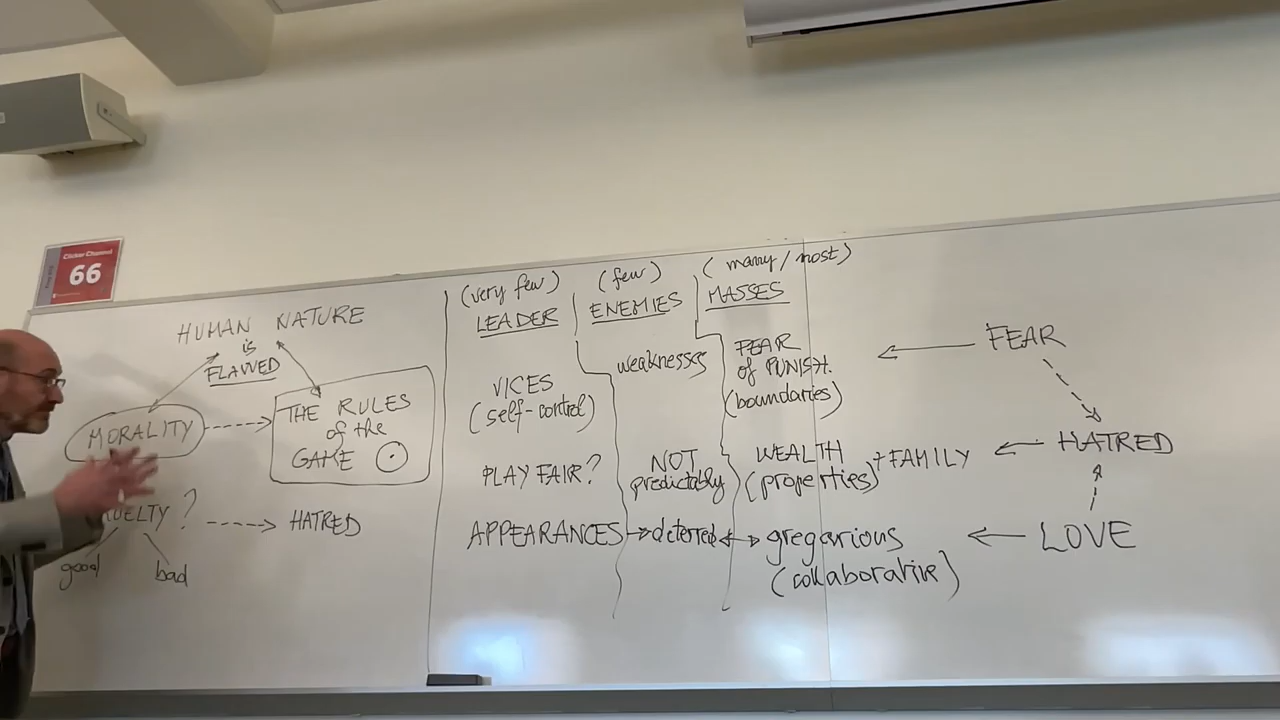 Clicker Channel
66
HUMAN NATURE
is
FLAWED
MORALITY
THE RULES
of the
GAME
?
HATRED
good
bad
(very few)
LEADER
VICES
(self-control)
PLAY FAIR?
APPEARANCES
(few)
ENEMIES
weaknesses
NOT
predictably
deterred
(many/most)
MASSES
FEAR
of PUNISH.
(boundaries)
WEALTH
(properties)
+FAMILY
gregarious
(collaborative)
FEAR
HATRED
LOVE